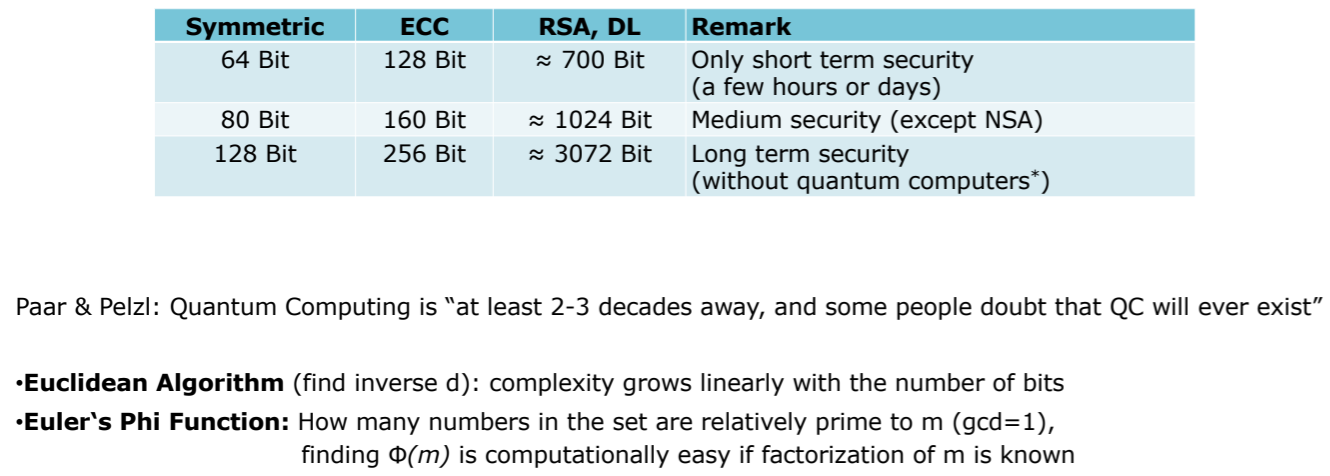 Symmetric ECC RSA, DL Remark
64 Bit 128 Bit ≈ 700 Bit Only short term security
(a few hours or days)
80 Bit 160 Bit ≈ 1024 Bit Medium security (except NSA)
128 Bit 256 Bit ≈ 3072 Bit Long term security
(without quantum computers*)
Paar & Pelzl: Quantum Computing is “at least 2-3 decades away, and some people doubt that QC will ever exist”
•Euclidean Algorithm (find inverse d): complexity grows linearly with the number of bits
•Euler‘s Phi Function: How many numbers in the set are relatively prime to m (gcd=1),
finding Φ(m) is computationally easy if factorization of m is known